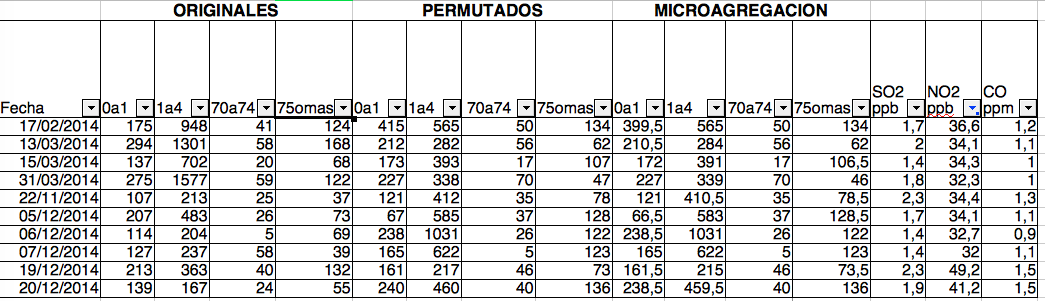 ORIGINALES PERMUTADOS MICROAGREGACION
SO2 NO2 CO
Fecha 0a1 1a4 70a74 75omas 0a1 1a4 70a74 75omas 0a1 1a4 70a74 75omas ppb ppb ppm
17/02/2014 175 948 41 124 415 565 50 134 399,5 565 50 134 1,7 36,6 1,2
13/03/2014 294 1301 58 168 212 282 56 62 210,5 284 56 62 2 34,1 1,1
15/03/2014 137 702 20 68 173 393 17 107 172 391 17 106,5 1,4 34,3 1
31/03/2014 275 1577 59 122 227 338 70 47 227 339 70 46 1,8 32,3 1
22/11/2014 107 213 25 37 121 412 35 78 121 410,5 35 78,5 2,3 34,4 1,3
05/12/2014 207 483 26 73 67 585 37 128 66,5 583 37 128,5 1,7 34,1 1,1
06/12/2014 114 204 5 69 238 1031 26 122 238,5 1031 26 122 1,4 32,7 0,9
07/12/2014 127 237 58 39 165 622 5 123 165 622 5 123 1,4 32 1,1
19/12/2014 213 363 40 132 161 217 46 73 161,5 215 46 73,5 2,3 49,2 1,5
20/12/2014 139 167 24 55 240 460 40 136 238,5 459,5 40 136 1,9 41,2 1,5